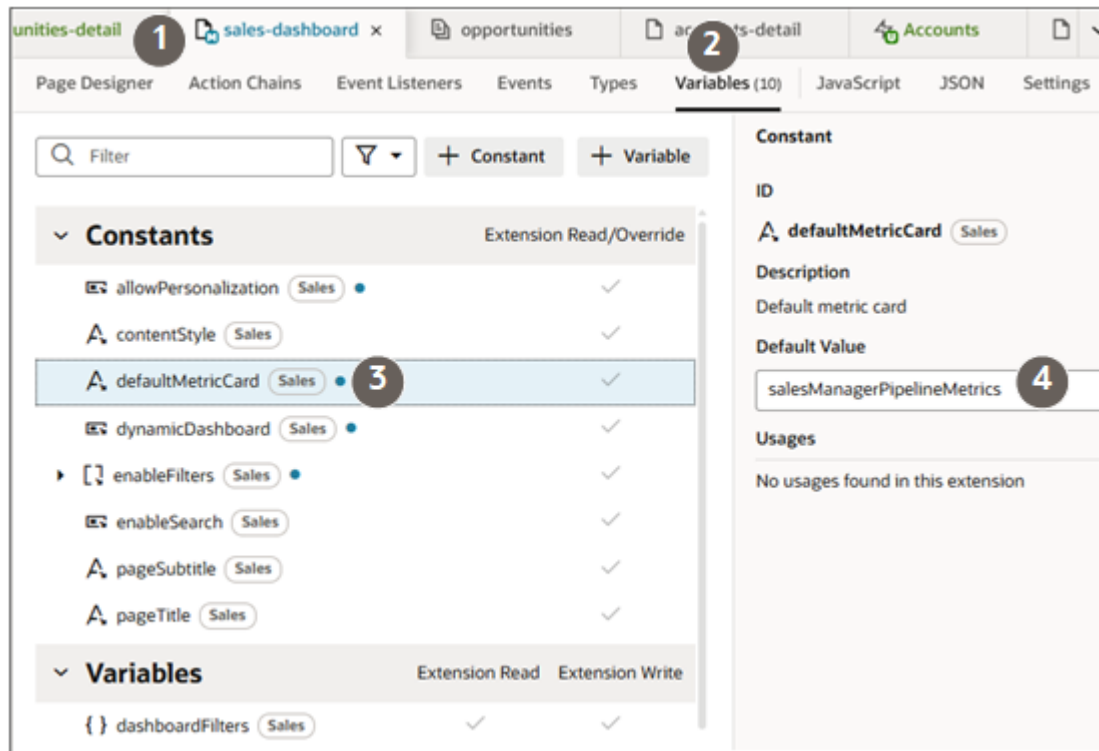 unities-detail 1 sales-dashboard × opportunities 2 ts-detail Accounts
Page Designer Action Chains Event Listeners Events Types Variables (10) JavaScript JSON Settings
Filter + Constant + Variable
Constant
ID
defaultMetricCard Sales
Description
Default metric card
Default Value
salesManagerPipelineMetrics 4
Usages
No usages found in this extension
Constants Extension Read/Override
allowPersonalization Sales
contentStyle Sales
defaultMetricCard Sales 3
dynamicDashboard Sales
enableFilters Sales
enableSearch Sales
pageSubtitle Sales
pageTitle Sales
Variables Extension Read Extension Write
{ } dashboardFilters Sales